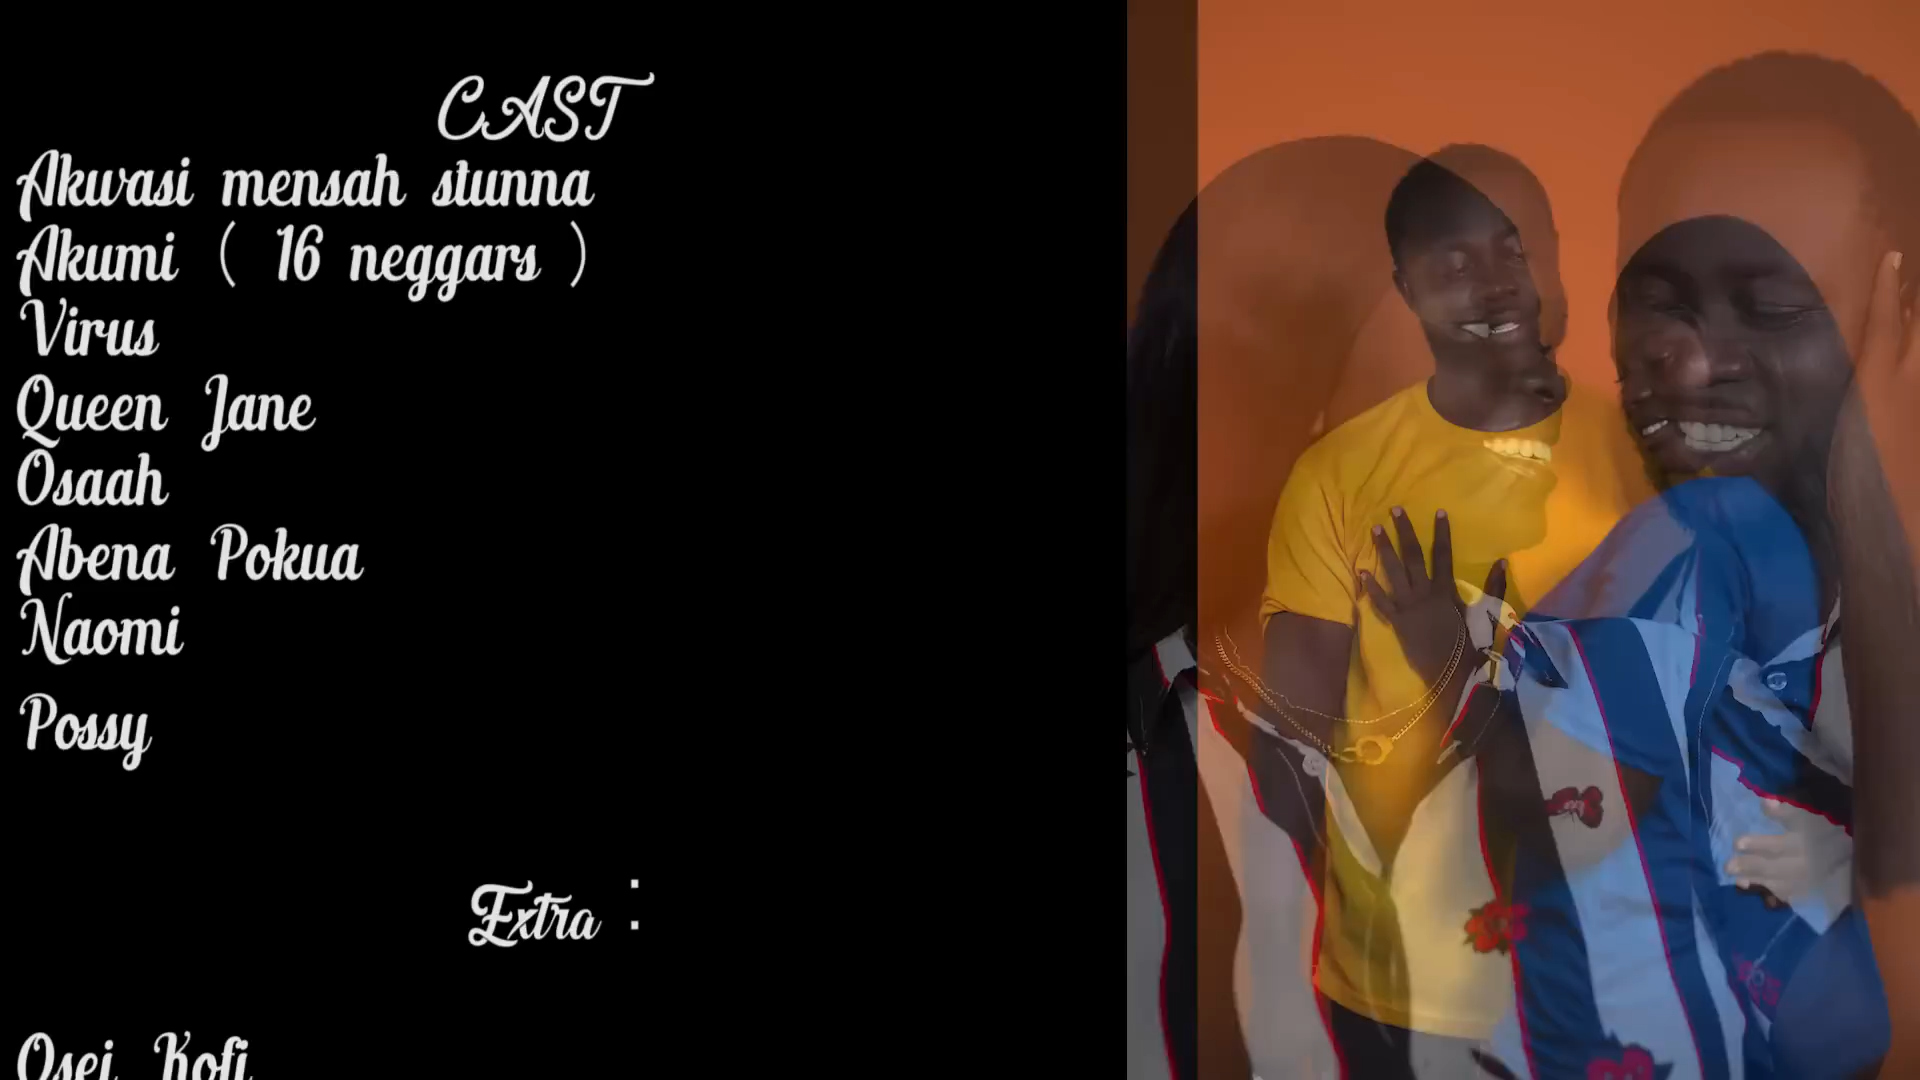 CAST
Akwasi mensah stunna
Akumi ( 16 neggars )
Virus
Queen Jane
Osaah
Abena Pokua
Naomi
Possy
Extra :
Osei Kofi